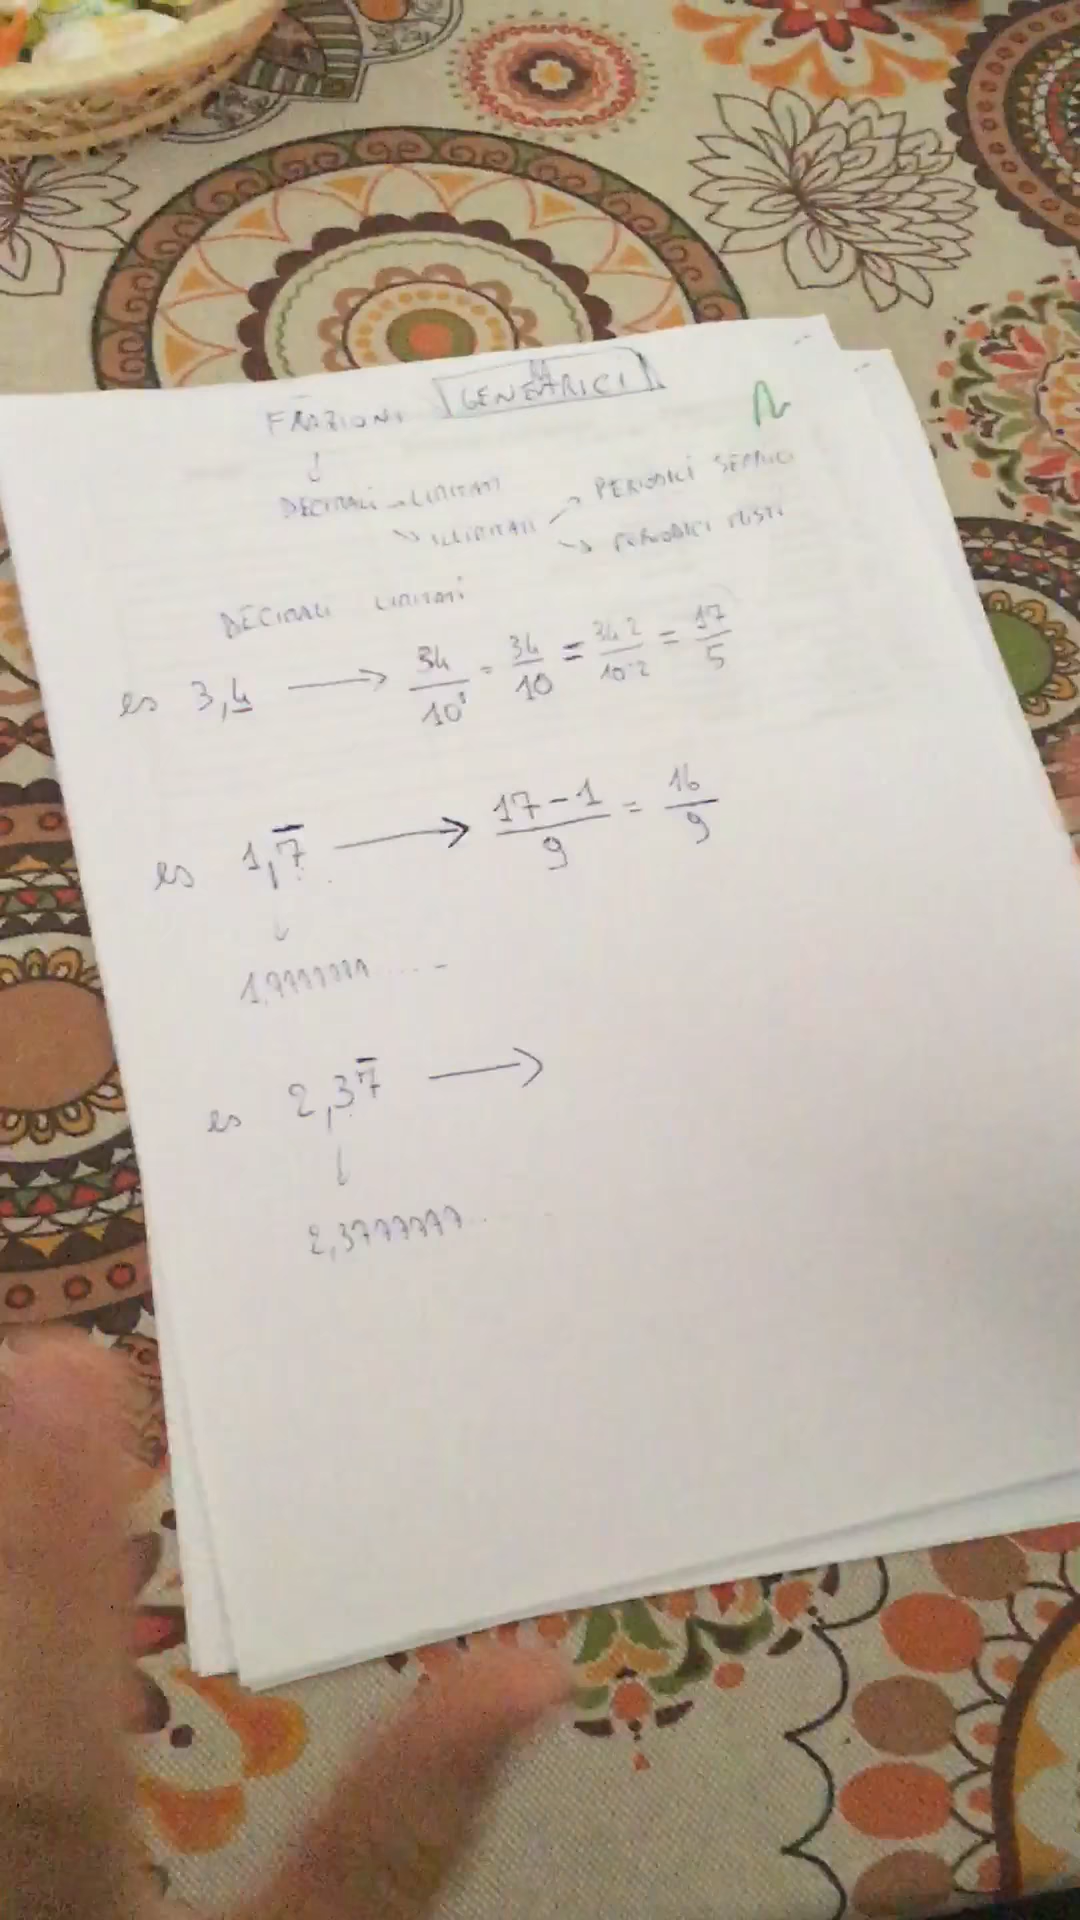 FRAZIONI GENERATRICI
↓
DECIMALI → LIMITATI
→ ILLIMITATI → PERIODICI SEMPLICI
→ PERIODICI MISTI
DECIMALI LIMITATI
es 3,4 → 34/10¹ = 34/10 = 34:2/10:2 = 17/5
es 1,7̅ → 17-1/9 = 16/9
↓
1,7777777.....
es 2,37̅ →
↓
2,3777777.....